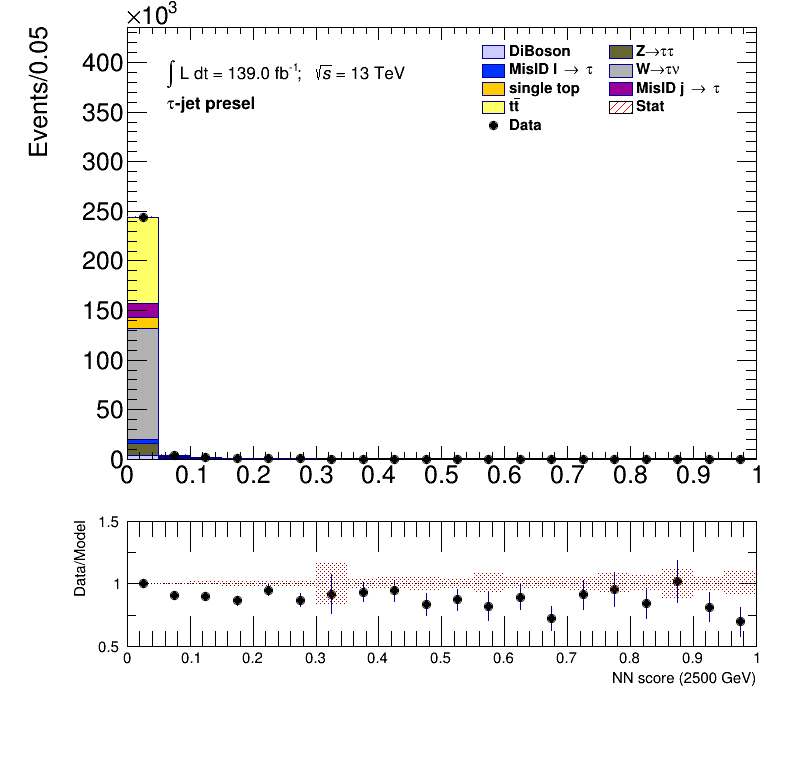 ×10³
Events/0.05
400
350
300
250
200
150
100
50
0
∫ L dt = 139.0 fb⁻¹; √s = 13 TeV
τ-jet presel
DiBoson
MisID l → τ
single top
tt̄
Data
Z→ττ
W→τν
MisID j → τ
Stat
0 0.1 0.2 0.3 0.4 0.5 0.6 0.7 0.8 0.9 1
Data/Model
1.5
1
0.5
0 0.1 0.2 0.3 0.4 0.5 0.6 0.7 0.8 0.9 1
NN score (2500 GeV)